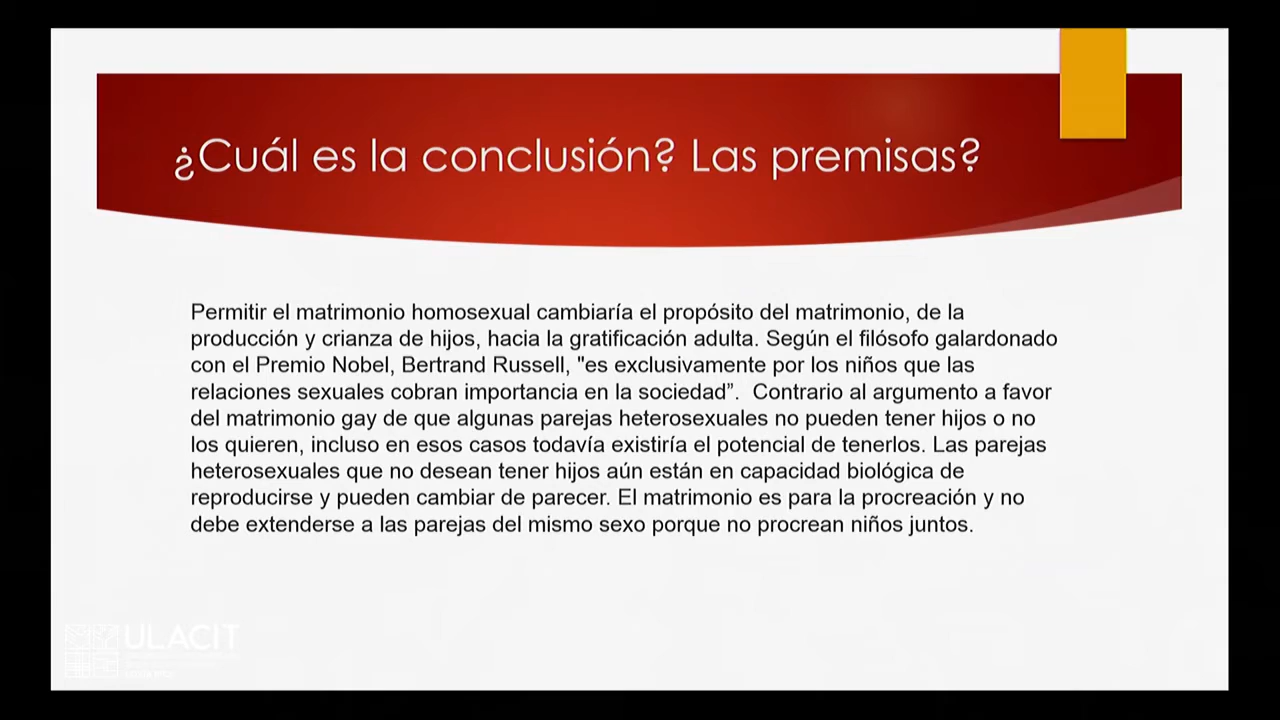 ¿Cuál es la conclusión? Las premisas?
Permitir el matrimonio homosexual cambiaría el propósito del matrimonio, de la
producción y crianza de hijos, hacia la gratificación adulta. Según el filósofo galardonado
con el Premio Nobel, Bertrand Russell, "es exclusivamente por los niños que las
relaciones sexuales cobran importancia en la sociedad”.  Contrario al argumento a favor
del matrimonio gay de que algunas parejas heterosexuales no pueden tener hijos o no
los quieren, incluso en esos casos todavía existiría el potencial de tenerlos. Las parejas
heterosexuales que no desean tener hijos aún están en capacidad biológica de
reproducirse y pueden cambiar de parecer. El matrimonio es para la procreación y no
debe extenderse a las parejas del mismo sexo porque no procrean niños juntos.
ULACIT